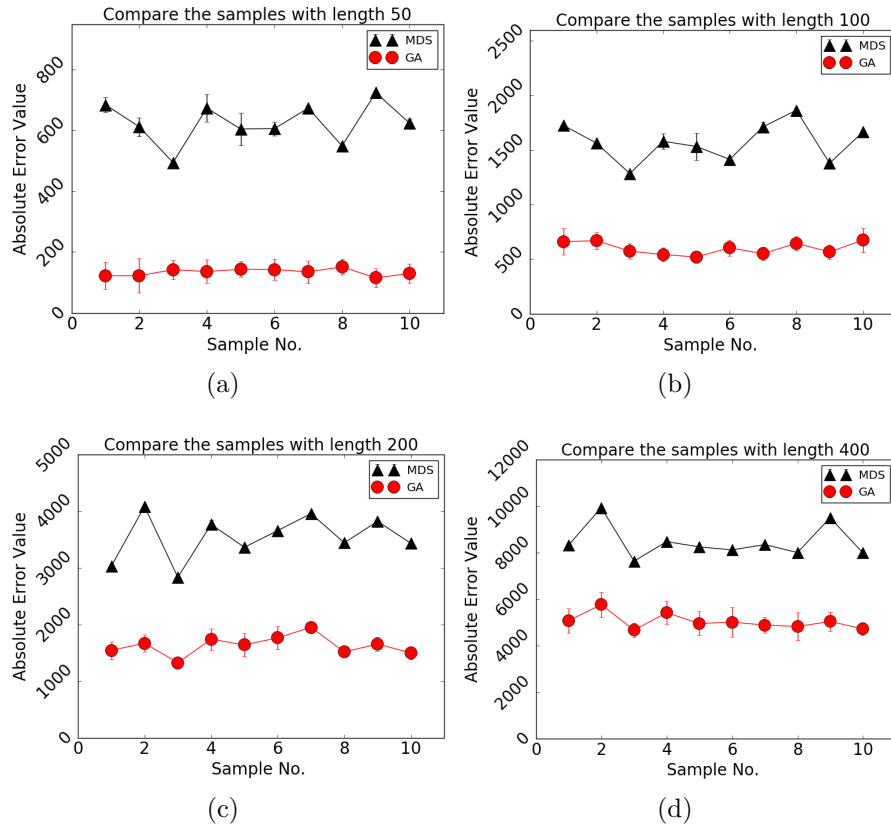 Compare the samples with length 50
MDS
GA
Absolute Error Value
800
600
400
200
0
0 2 4 6 8 10
Sample No.
(a)
Compare the samples with length 100
MDS
GA
Absolute Error Value
2500
2000
1500
1000
500
0
0 2 4 6 8 10
Sample No.
(b)
Compare the samples with length 200
MDS
GA
Absolute Error Value
5000
4000
3000
2000
1000
0
0 2 4 6 8 10
Sample No.
(c)
Compare the samples with length 400
MDS
GA
Absolute Error Value
12000
10000
8000
6000
4000
2000
0
0 2 4 6 8 10
Sample No.
(d)